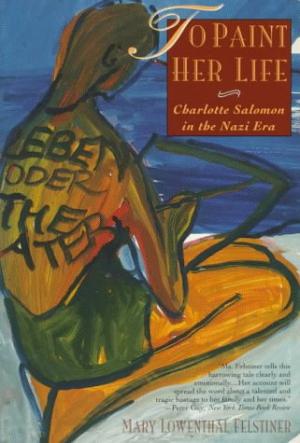 TO PAINT
HER LIFE
Charlotte Salomon
in the Nazi Era
LEBEN
ODER
THE
ATER
"Ms. Felstiner tells this
harrowing tale clearly and
emotionally.... Her account will
spread the word about a talented and
tragic hostage to her family and her times."
— Peter Gay, New York Times Book Review
MARY LOWENTHAL FELSTINER